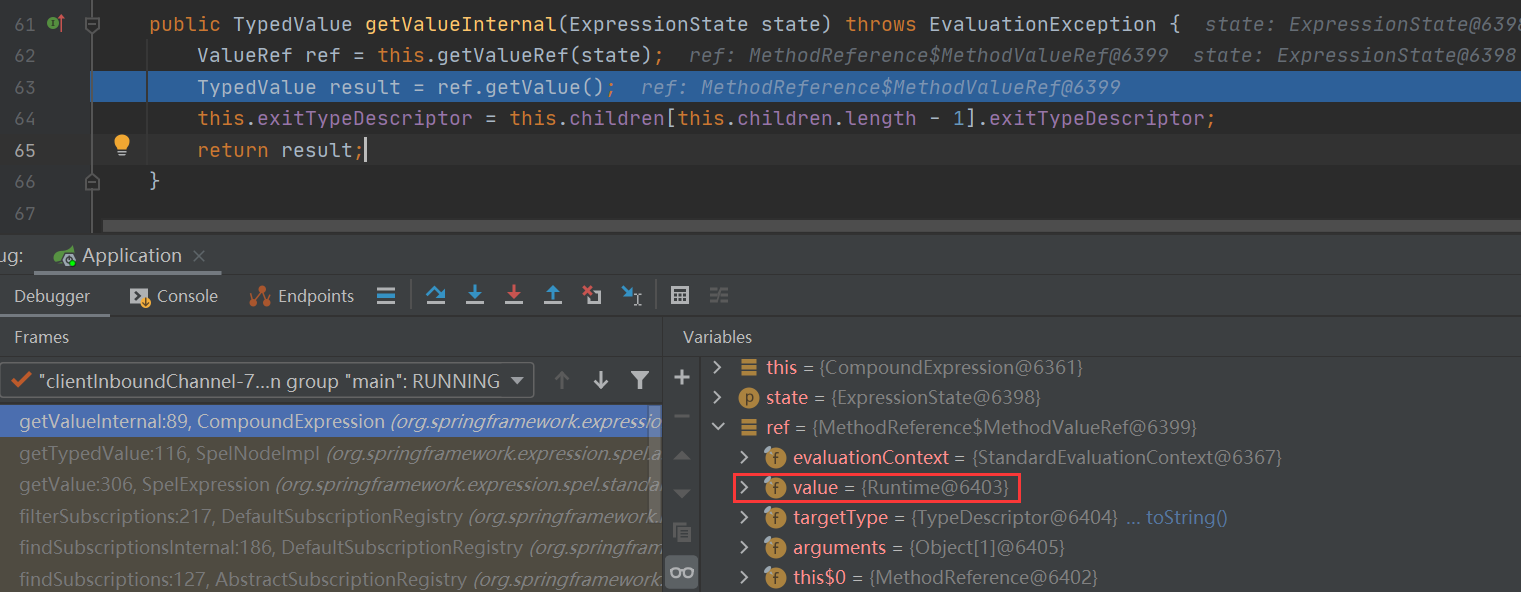 61 public TypedValue getValueInternal(ExpressionState state) throws EvaluationException { state: ExpressionState@6398
62 ValueRef ref = this.getValueRef(state); ref: MethodReference$MethodValueRef@6399 state: ExpressionState@6398
63 TypedValue result = ref.getValue(); ref: MethodReference$MethodValueRef@6399
64 this.exitTypeDescriptor = this.children[this.children.length - 1].exitTypeDescriptor;
65 return result;
66 }
67
ug: Application
Debugger Console Endpoints
Frames
Variables
"clientInboundChannel-7...n group "main": RUNNING
getValueInternal:89, CompoundExpression (org.springframework.expressio
getTypedValue:116, SpelNodeImpl (org.springframework.expression.spel.a
getValue:306, SpelExpression (org.springframework.expression.spel.standa
filterSubscriptions:217, DefaultSubscriptionRegistry (org.springframework.
findSubscriptionsInternal:186, DefaultSubscriptionRegistry (org.springfram
findSubscriptions:127, AbstractSubscriptionRegistry (org.springframework.
this = {CompoundExpression@6361}
p state = {ExpressionState@6398}
ref = {MethodReference$MethodValueRef@6399}
f evaluationContext = {StandardEvaluationContext@6367}
f value = {Runtime@6403}
f targetType = {TypeDescriptor@6404} ... toString()
f arguments = {Object[1]@6405}
f this$0 = {MethodReference@6402}